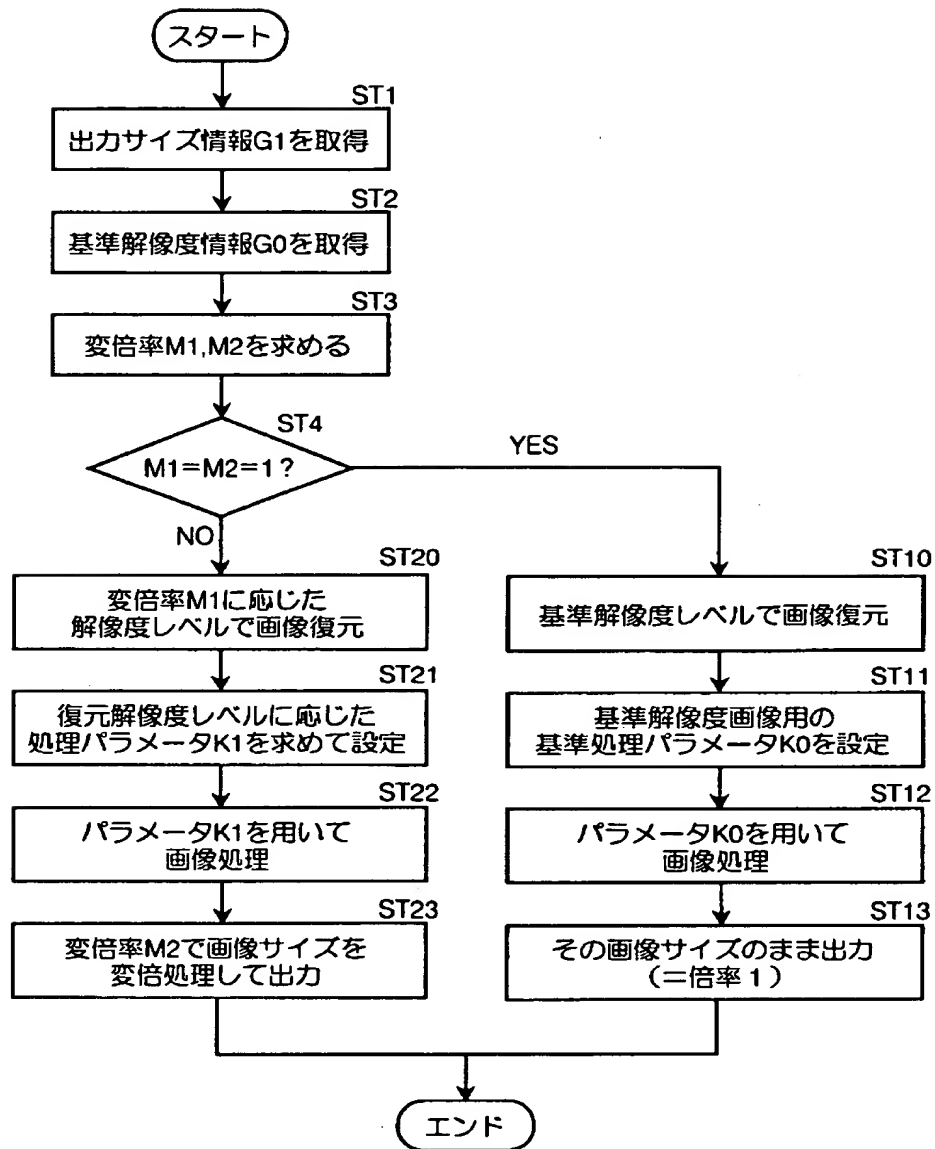 スタート
ST1
出力サイズ情報G1を取得
ST2
基準解像度情報G0を取得
ST3
変倍率M1,M2を求める
ST4
M1=M2=1?
YES
NO
ST20
変倍率M1に応じた
解像度レベルで画像復元
ST21
復元解像度レベルに応じた
処理パラメータK1を求めて設定
ST22
パラメータK1を用いて
画像処理
ST23
変倍率M2で画像サイズを
変倍処理して出力
ST10
基準解像度レベルで画像復元
ST11
基準解像度画像用の
基準処理パラメータK0を設定
ST12
パラメータK0を用いて
画像処理
ST13
その画像サイズのまま出力
(=倍率1)
エンド